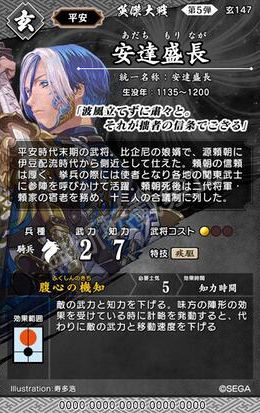 玄
平安
英傑大戦
第5弾
玄147
あだち もりなが
安達盛長
統一名称：安達盛長
生没年：1135～1200
「波風立てずに粛々と。
それが拙者の信条でござる」
平安時代末期の武将。比企尼の娘婿で、源頼朝に
伊豆配流時代から側近として仕えた。頼朝の信頼
は厚く、挙兵の際には使者となり各地の関東武士
に参陣を呼びかけて活躍。頼朝死後は二代将軍・
頼家の宿老を務め、十三人の合議制に列した。
兵種 武力 知力 武将コスト
騎兵 2 7 特技 疾駆
ふくしんのきち
腹心の機知
必要士気 5
効果時間 知力時間
効果範囲
敵の武力と知力を下げる。味方の陣形の効
果を受けている時に計略を発動すると、代
わりに敵の武力と移動速度を下げる
Illustration:寿多浩
©SEGA
0000-0000-0000-0000-0000